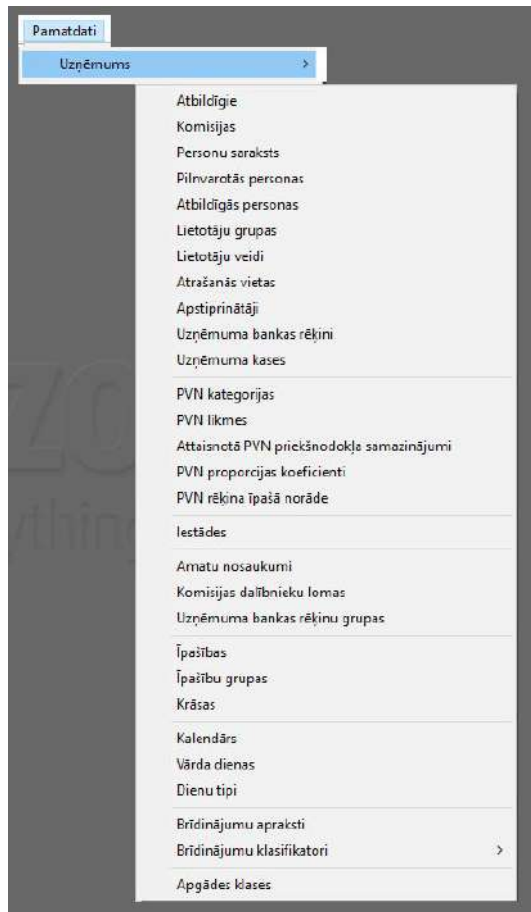 Pamatdati
Uzņēmums
Atbildīgie
Komisijas
Personu saraksts
Pilnvarotās personas
Atbildīgās personas
Lietotāju grupas
Lietotāju veidi
Atrašanās vietas
Apstiprinātāji
Uzņēmuma bankas rēķini
Uzņēmuma kases
PVN kategorijas
PVN likmes
Attaisnotā PVN priekšnodokļa samazinājumi
PVN proporcijas koeficienti
PVN rēķina īpašā norāde
Iestādes
Amatu nosaukumi
Komisijas dalībnieku lomas
Uzņēmuma bankas rēķinu grupas
Īpašības
Īpašību grupas
Krāsas
Kalendārs
Vārda dienas
Dienu tipi
Brīdinājumu apraksti
Brīdinājumu klasifikatori
Apgādes klases